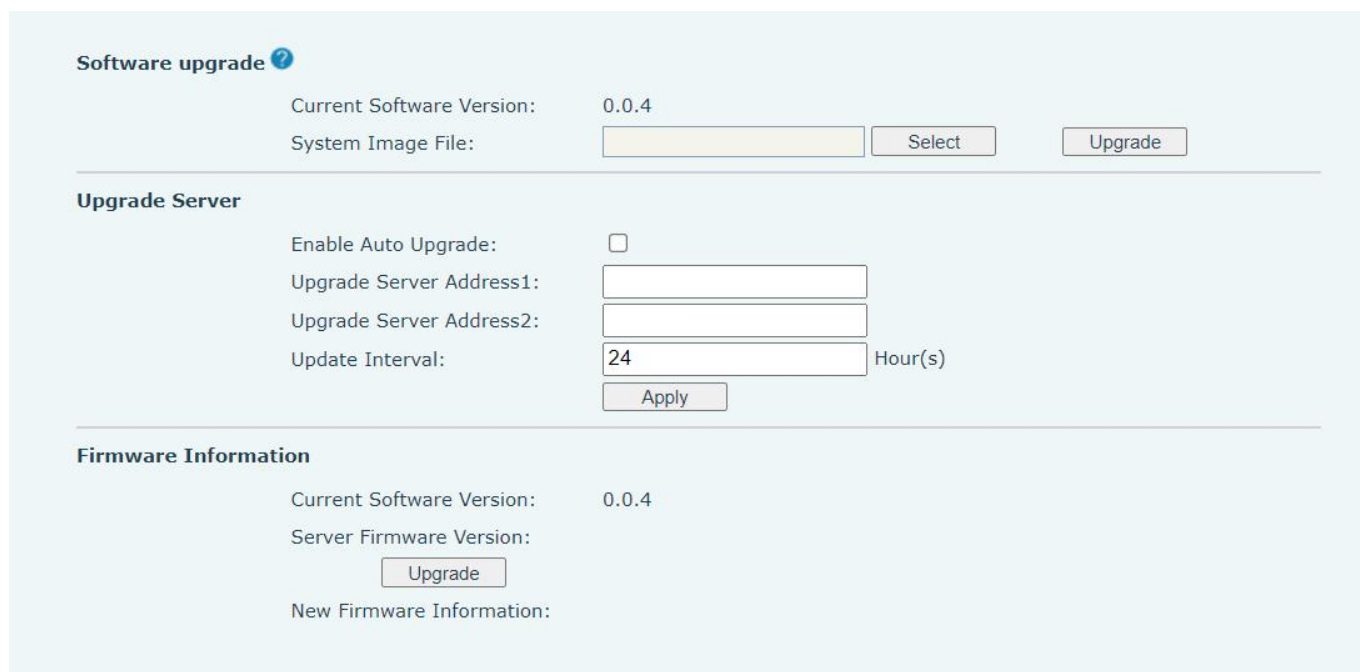 Software upgrade ?
Current Software Version: 0.0.4
System Image File: Select Upgrade
Upgrade Server
Enable Auto Upgrade:
Upgrade Server Address1:
Upgrade Server Address2:
Update Interval: 24 Hour(s)
Apply
Firmware Information
Current Software Version: 0.0.4
Server Firmware Version:
Upgrade
New Firmware Information: